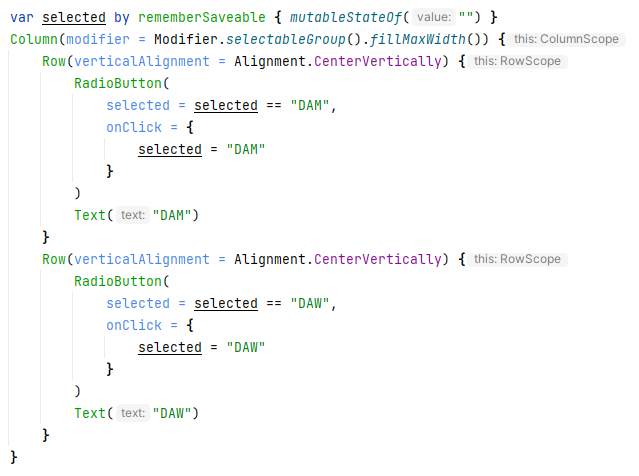 var selected by rememberSaveable { mutableStateOf( value: "") }
Column(modifier = Modifier.selectableGroup().fillMaxWidth()) { this: ColumnScope
    Row(verticalAlignment = Alignment.CenterVertically) { this: RowScope
        RadioButton(
            selected = selected == "DAM",
            onClick = {
                selected = "DAM"
            }
        )
        Text( text: "DAM")
    }
    Row(verticalAlignment = Alignment.CenterVertically) { this: RowScope
        RadioButton(
            selected = selected == "DAW",
            onClick = {
                selected = "DAW"
            }
        )
        Text( text: "DAW")
    }
}